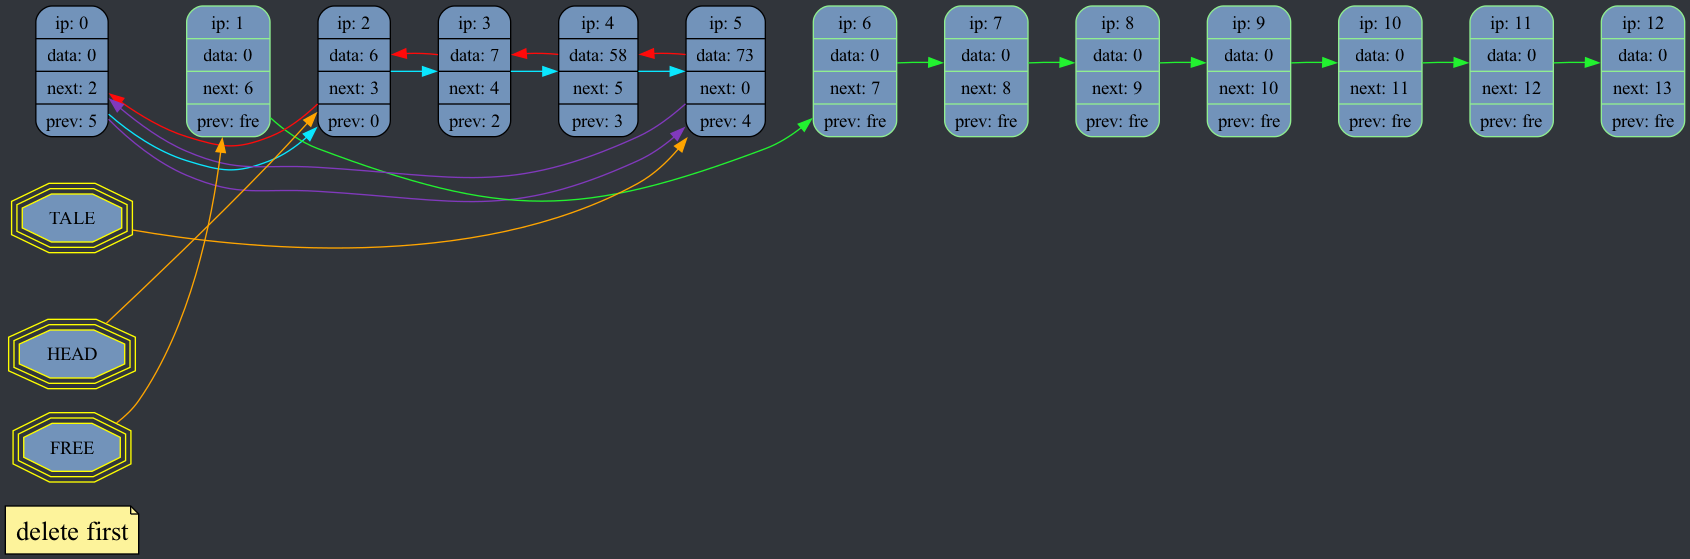 ip: 0
data: 0
next: 2
prev: 5
ip: 1
data: 0
next: 6
prev: fre
ip: 2
data: 6
next: 3
prev: 0
ip: 3
data: 7
next: 4
prev: 2
ip: 4
data: 58
next: 5
prev: 3
ip: 5
data: 73
next: 0
prev: 4
ip: 6
data: 0
next: 7
prev: fre
ip: 7
data: 0
next: 8
prev: fre
ip: 8
data: 0
next: 9
prev: fre
ip: 9
data: 0
next: 10
prev: fre
ip: 10
data: 0
next: 11
prev: fre
ip: 11
data: 0
next: 12
prev: fre
ip: 12
data: 0
next: 13
prev: fre
TALE
HEAD
FREE
delete first